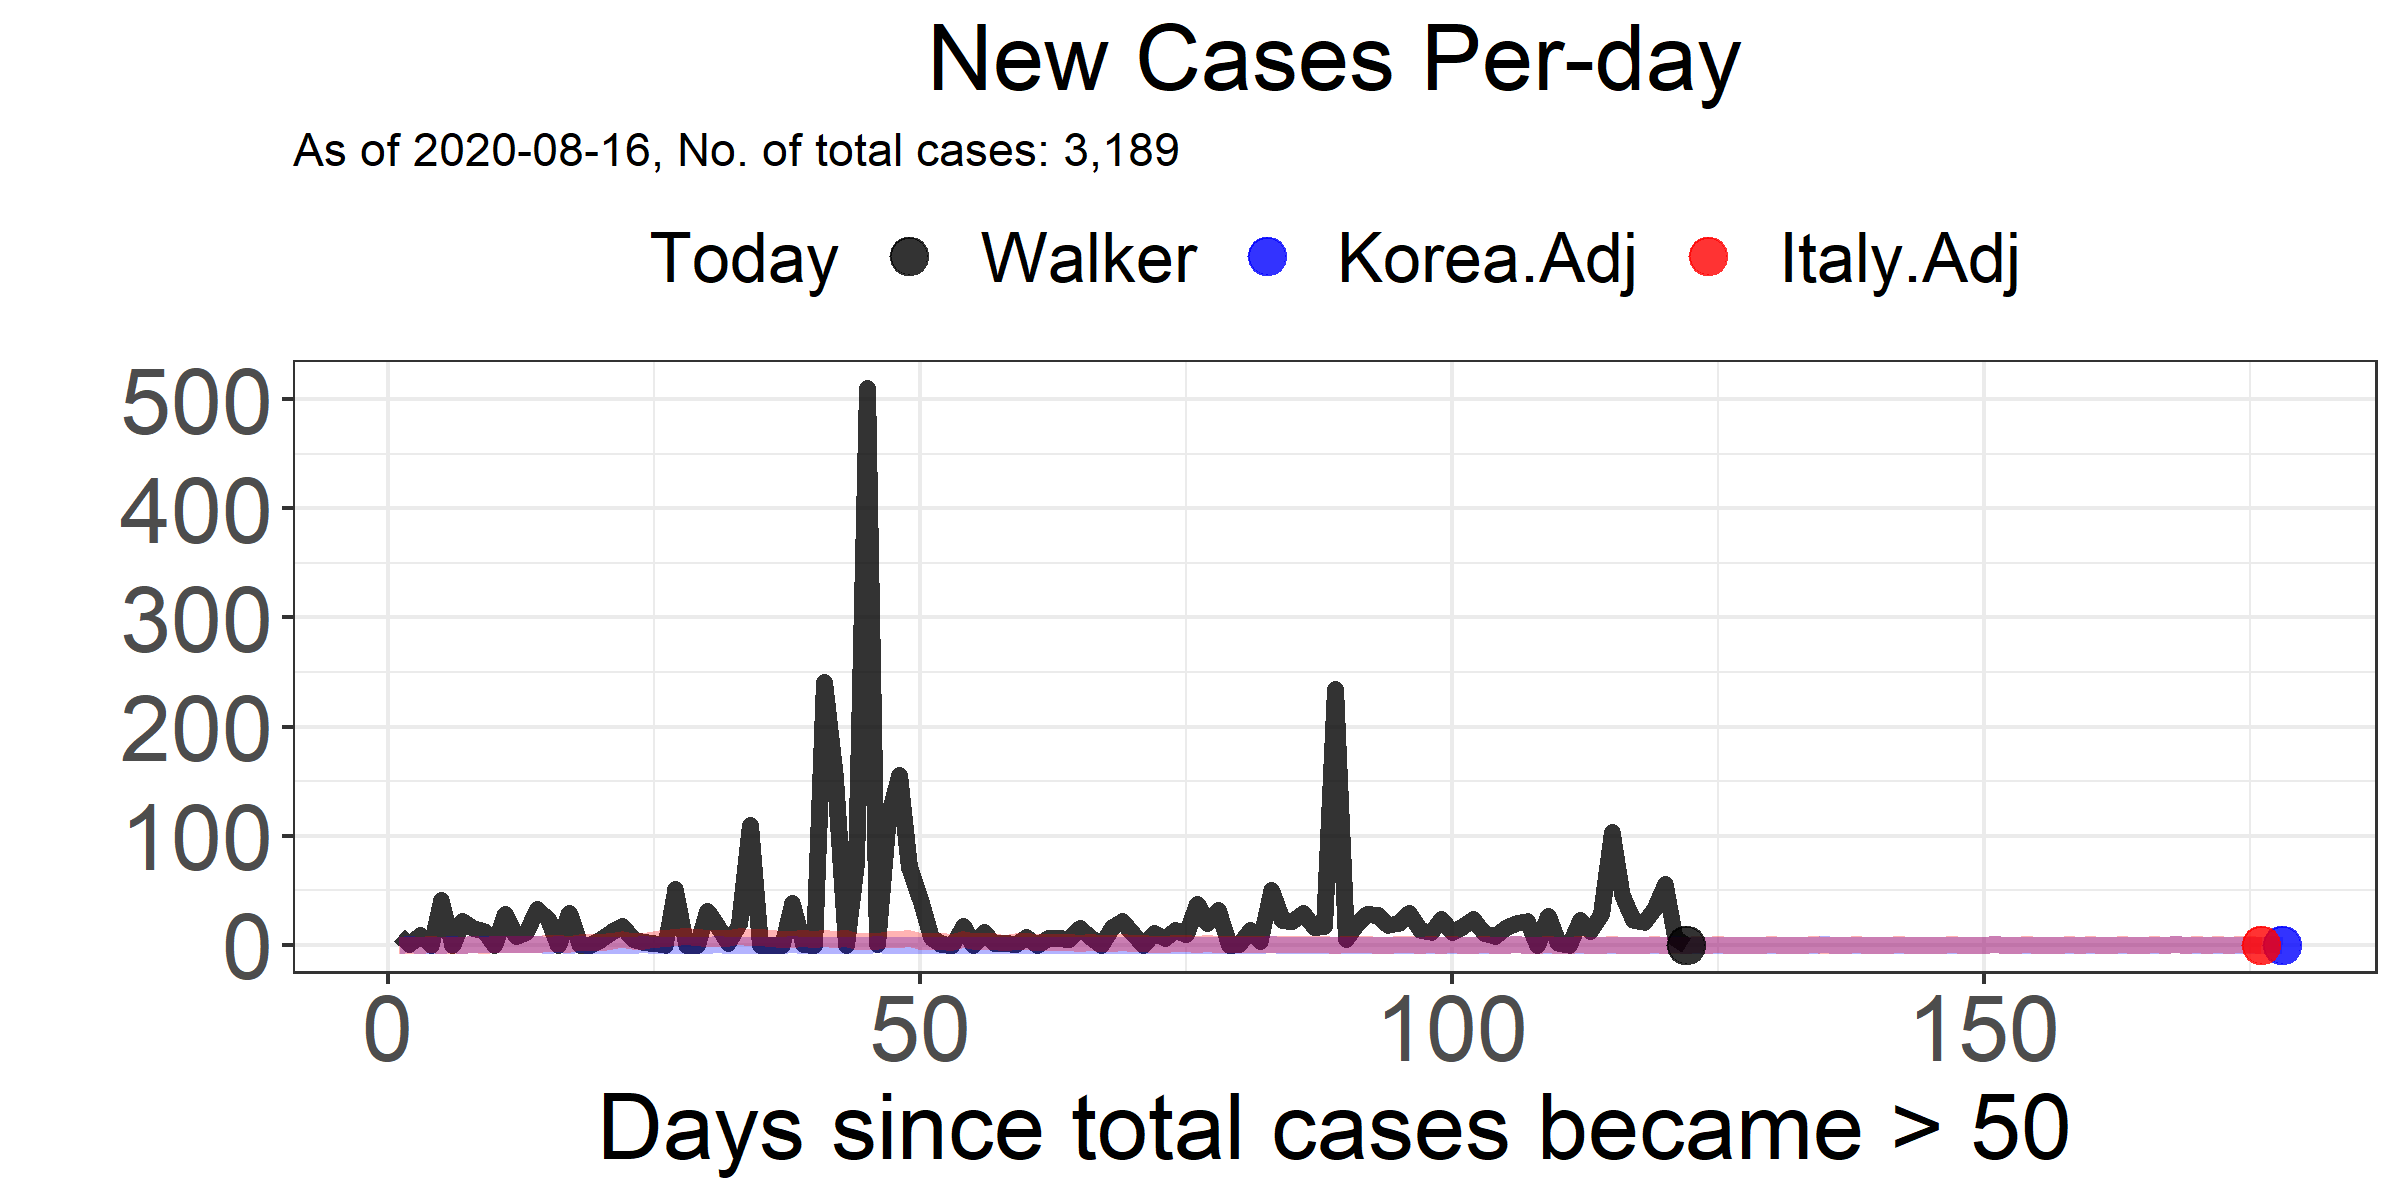 New Cases Per-day
As of 2020-08-16, No. of total cases: 3,189
Today Walker Korea.Adj Italy.Adj
500
400
300
200
100
0
0 50 100 150
Days since total cases became > 50